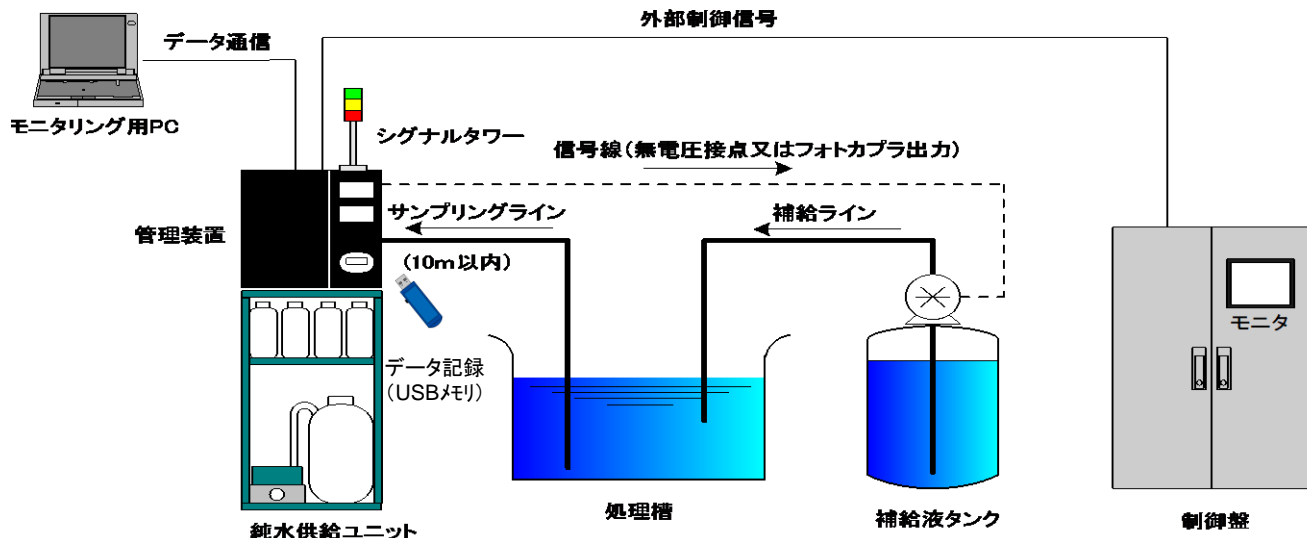 外部制御信号
データ通信
モニタリング用PC
シグナルタワー
信号線(無電圧接点又はフォトカプラ出力)
サンプリングライン
補給ライン
管理装置
(10m以内)
モニタ
データ記録
(USBメモリ)
処理槽
補給液タンク
制御盤
純水供給ユニット